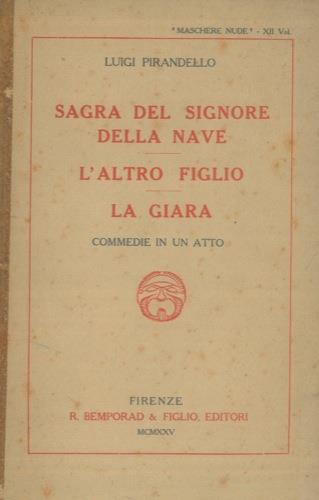 "MASCHERE NUDE" - XII Vol.
LUIGI PIRANDELLO
SAGRA DEL SIGNORE
DELLA NAVE
L'ALTRO FIGLIO
LA GIARA
COMMEDIE IN UN ATTO
FIRENZE
R. BEMPORAD & FIGLIO, EDITORI
MCMXXV